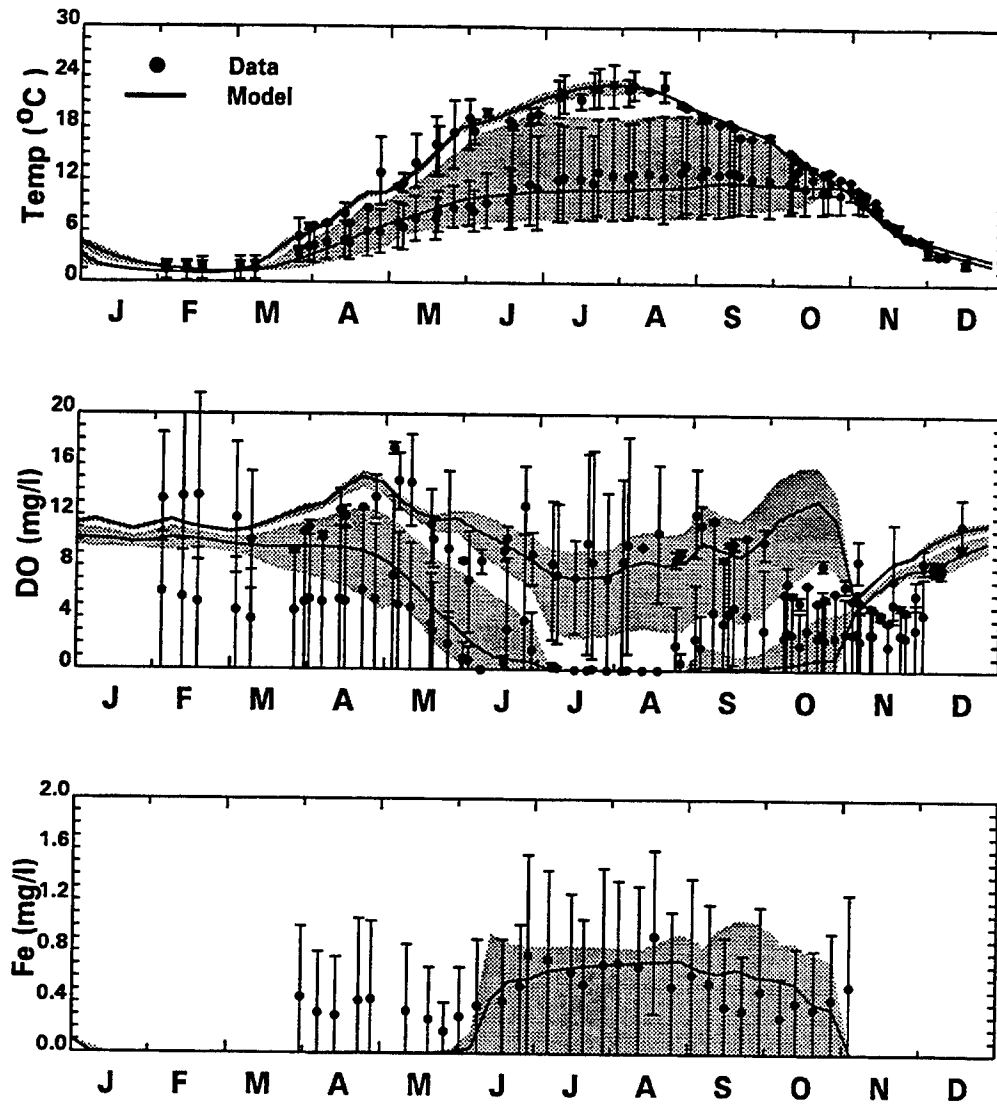 30
24
18
12
6
0
Temp (°C)
Data
Model
J F M A M J J A S O N D
20
16
12
8
4
0
DO (mg/l)
J F M A M J J A S O N D
2.0
1.6
1.2
0.8
0.4
0.0
Fe (mg/l)
J F M A M J J A S O N D